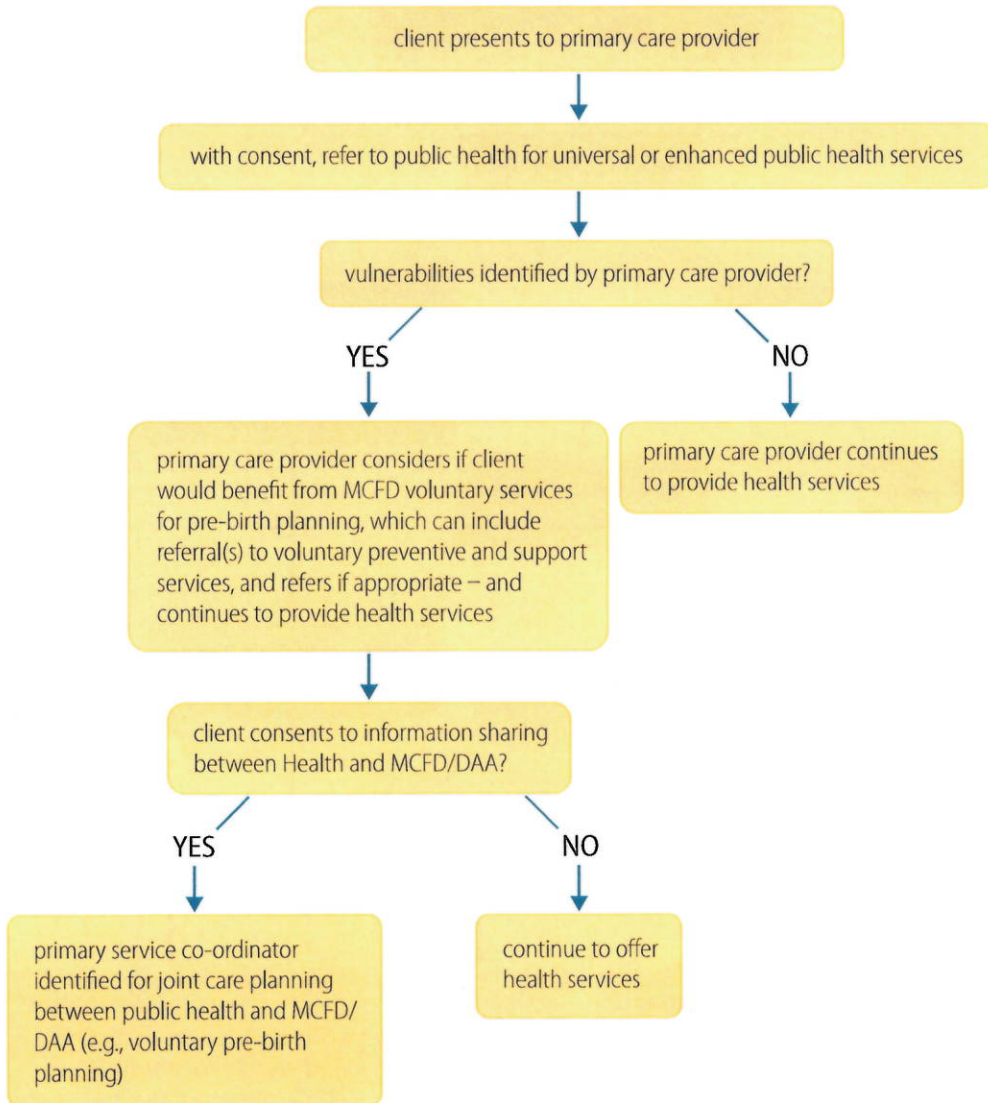 client presents to primary care provider
with consent, refer to public health for universal or enhanced public health services
vulnerabilities identified by primary care provider?
YES
NO
primary care provider considers if client
would benefit from MCFD voluntary services
for pre-birth planning, which can include
referral(s) to voluntary preventive and support
services, and refers if appropriate – and
continues to provide health services
primary care provider continues
to provide health services
client consents to information sharing
between Health and MCFD/DAA?
YES
NO
primary service co-ordinator
identified for joint care planning
between public health and MCFD/
DAA (e.g., voluntary pre-birth
planning)
continue to offer
health services